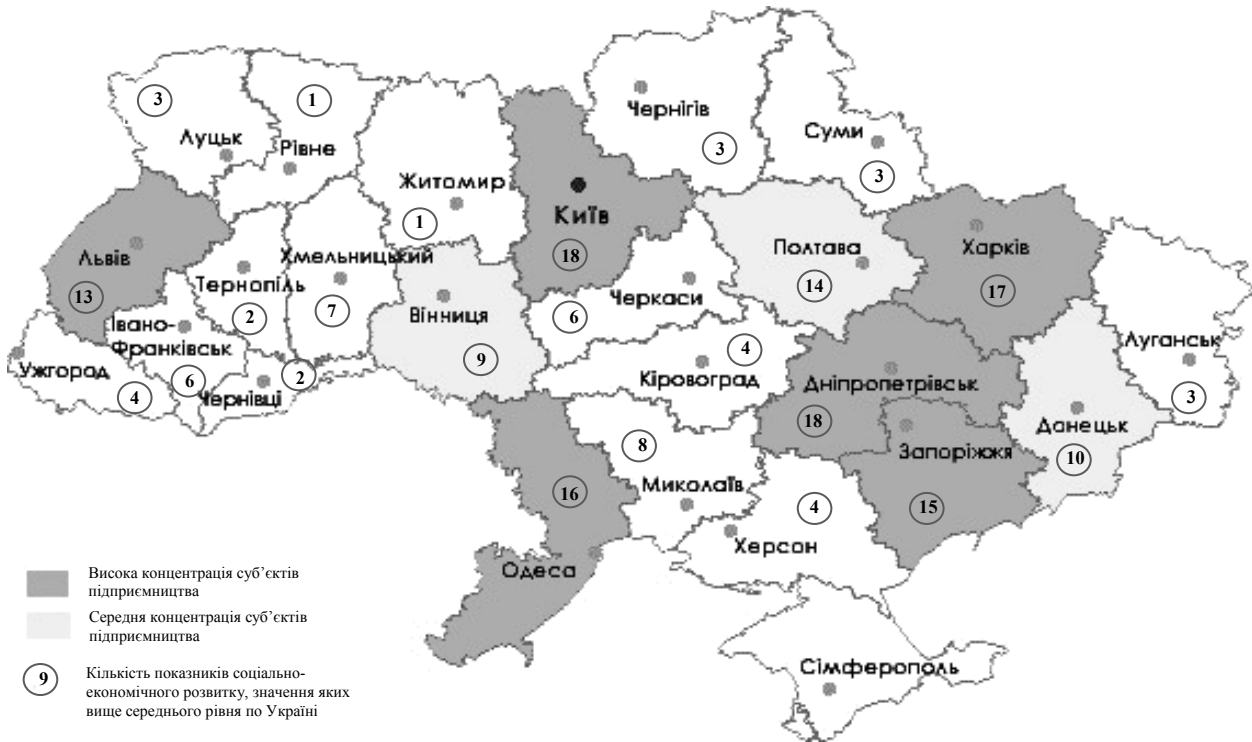 3
Луцьк
1
Рівне
Житомир
1
Київ
18
Чернігів
3
Суми
3
Львів
13
Тернопіль
2
Хмельницький
7
Вінниця
9
Черкаси
6
Полтава
14
Харків
17
Івано-
Франківськ
6
Ужгород
4
Чернівці
2
Кіровоград
4
Дніпропетрівськ
18
Луганськ
3
Данецьк
10
Запоріжжя
15
8
Миколаїв
16
Одеса
4
Херсон
Сімферополь
Висока концентрація суб’єктів
підприємництва
Середня концентрація суб’єктів
підприємництва
9
Кількість показників соціально-
економічного розвитку, значення яких
вище середнього рівня по Україні